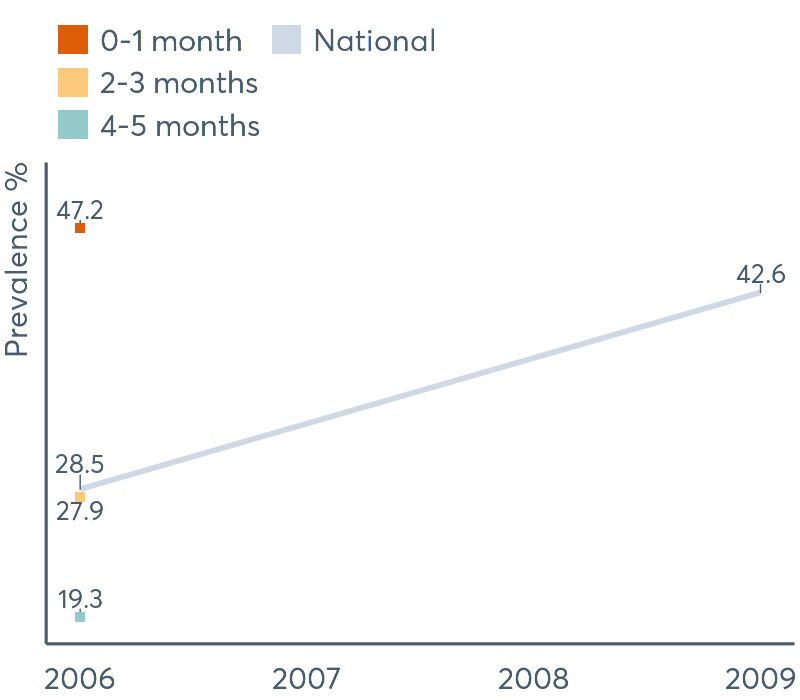 0-1 month National
2-3 months
4-5 months
Prevalence %
47.2
42.6
28.5
27.9
19.3
2006 2007 2008 2009